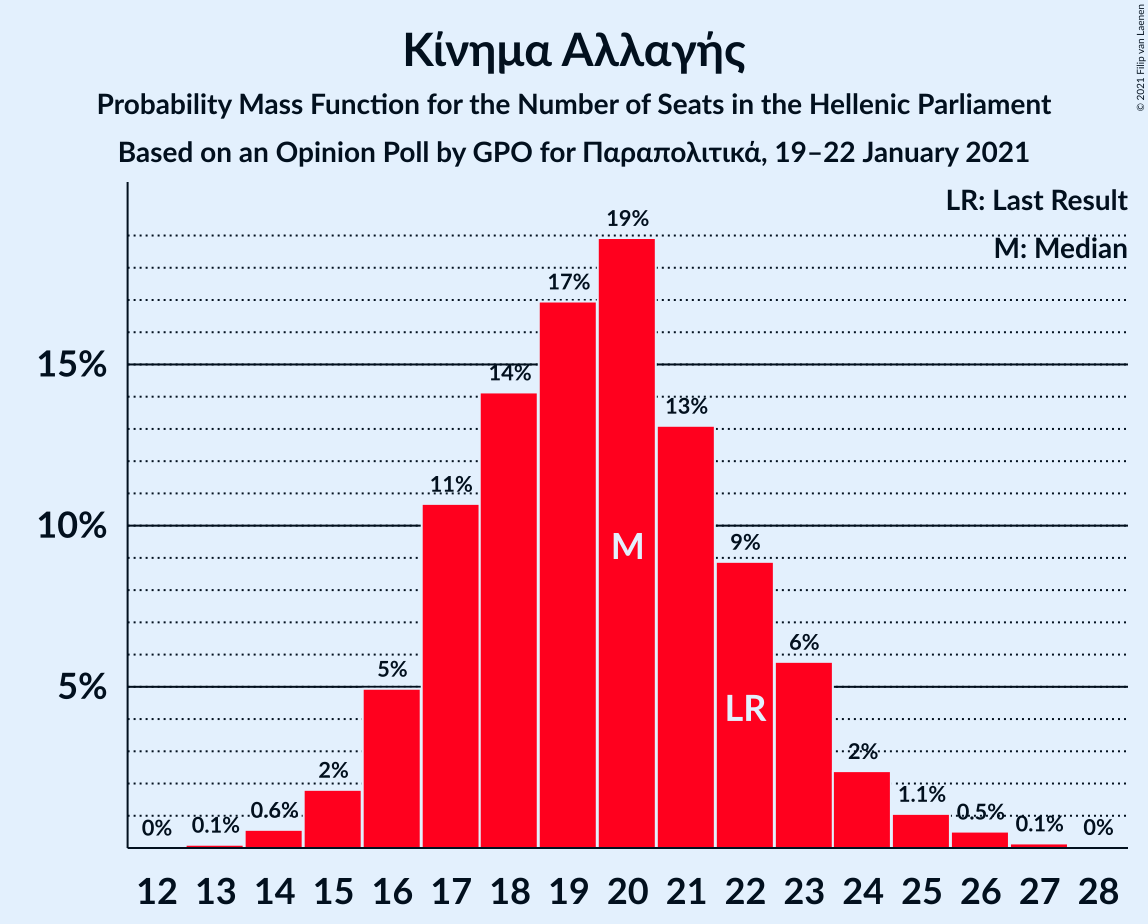 Κίνημα Αλλαγής
Probability Mass Function for the Number of Seats in the Hellenic Parliament
Based on an Opinion Poll by GPO for Παραπολιτικά, 19–22 January 2021
© 2021 Filip van Laenen
LR: Last Result
M: Median
15%
10%
5%
0%
0.1%
0.6%
2%
5%
11%
14%
17%
19%
13%
9%
6%
2%
1.1%
0.5%
0.1%
0%
M
LR
12 13 14 15 16 17 18 19 20 21 22 23 24 25 26 27 28